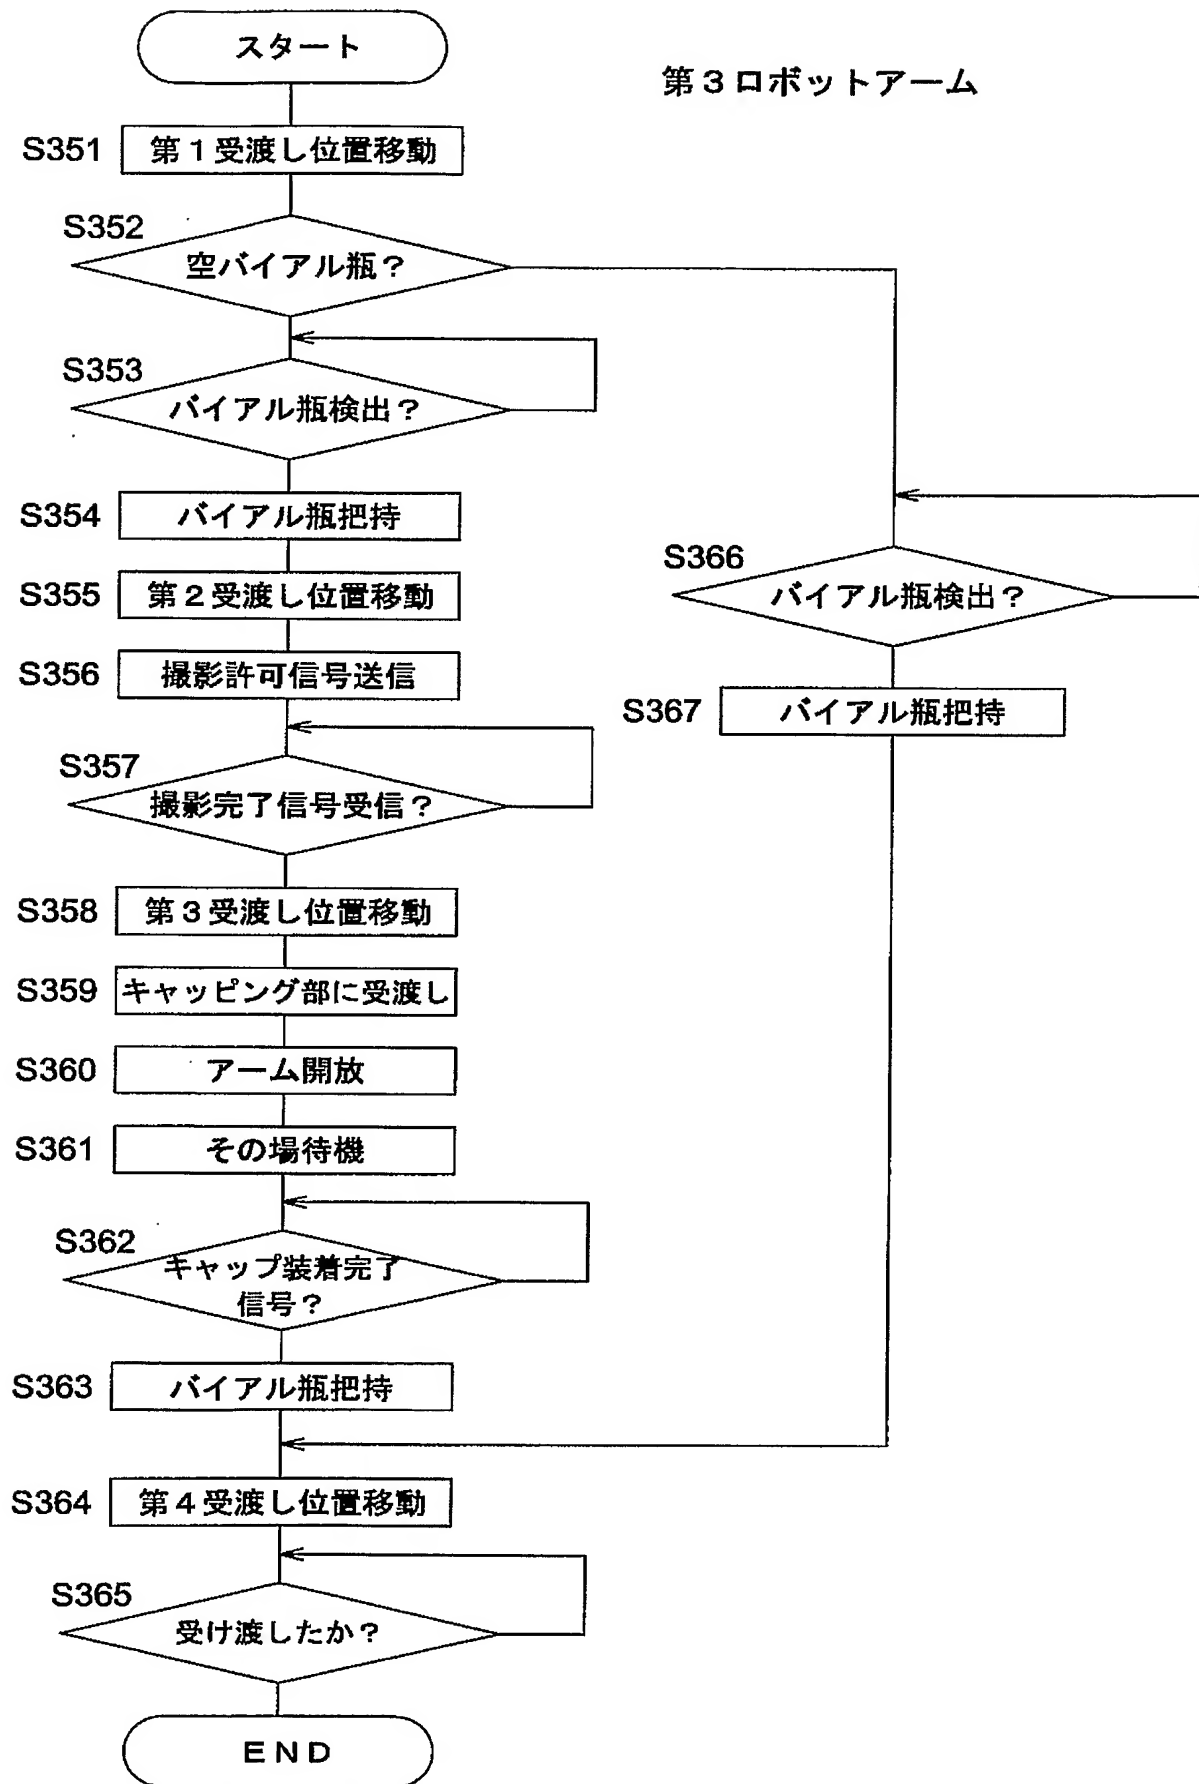 スタート
第3ロボットアーム
S351
第1受渡し位置移動
S352
空バイアル瓶?
S353
バイアル瓶検出?
S354
バイアル瓶把持
S355
第2受渡し位置移動
S356
撮影許可信号送信
S357
撮影完了信号受信?
S358
第3受渡し位置移動
S359
キャッピング部に受渡し
S360
アーム開放
S361
その場待機
S362
キャップ装着完了
信号?
S363
バイアル瓶把持
S364
第4受渡し位置移動
S365
受け渡したか?
END
S366
バイアル瓶検出?
S367
バイアル瓶把持